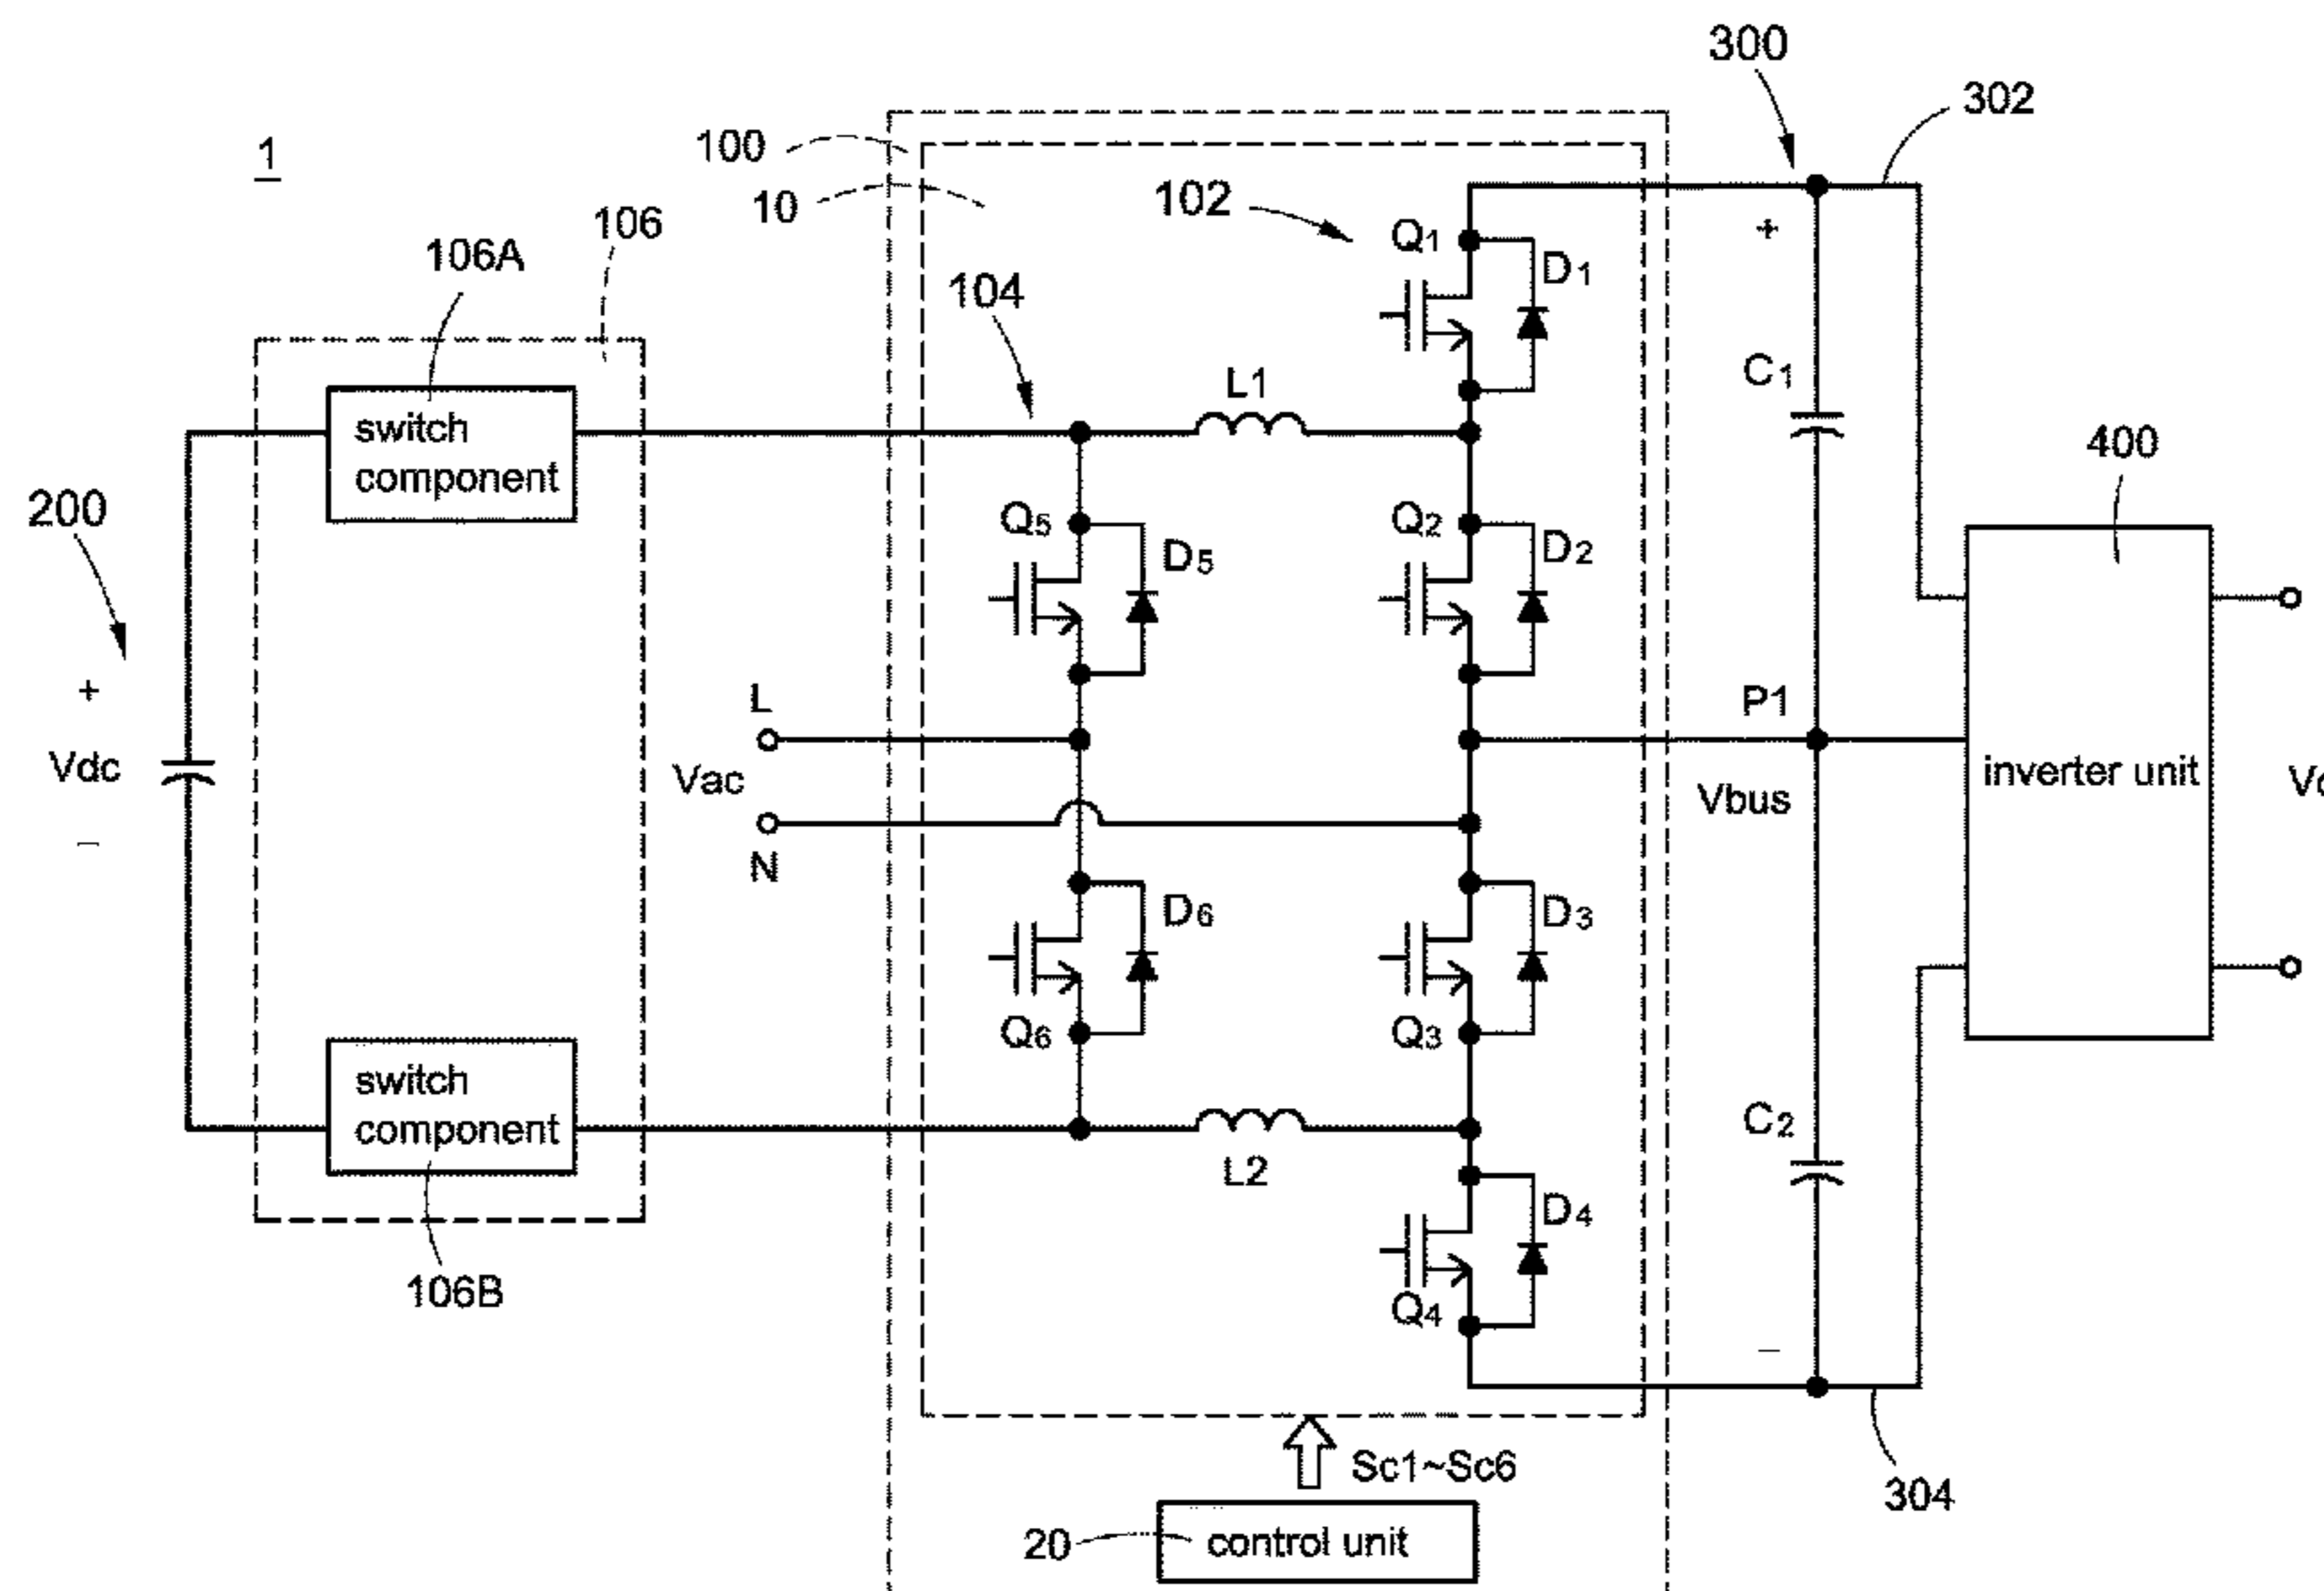 300
302
1
100
10
102
106
106A
Q1
D1
+
104
switch
component
L1
C1
400
200
Q5
D5
Q2
D2
+
L
P1
Vdc
Vac
inverter unit
Vbus
−
N
D6
D3
Q6
Q3
switch
component
C2
L2
D4
106B
Q4
−
Sc1~Sc6
304
20
control unit